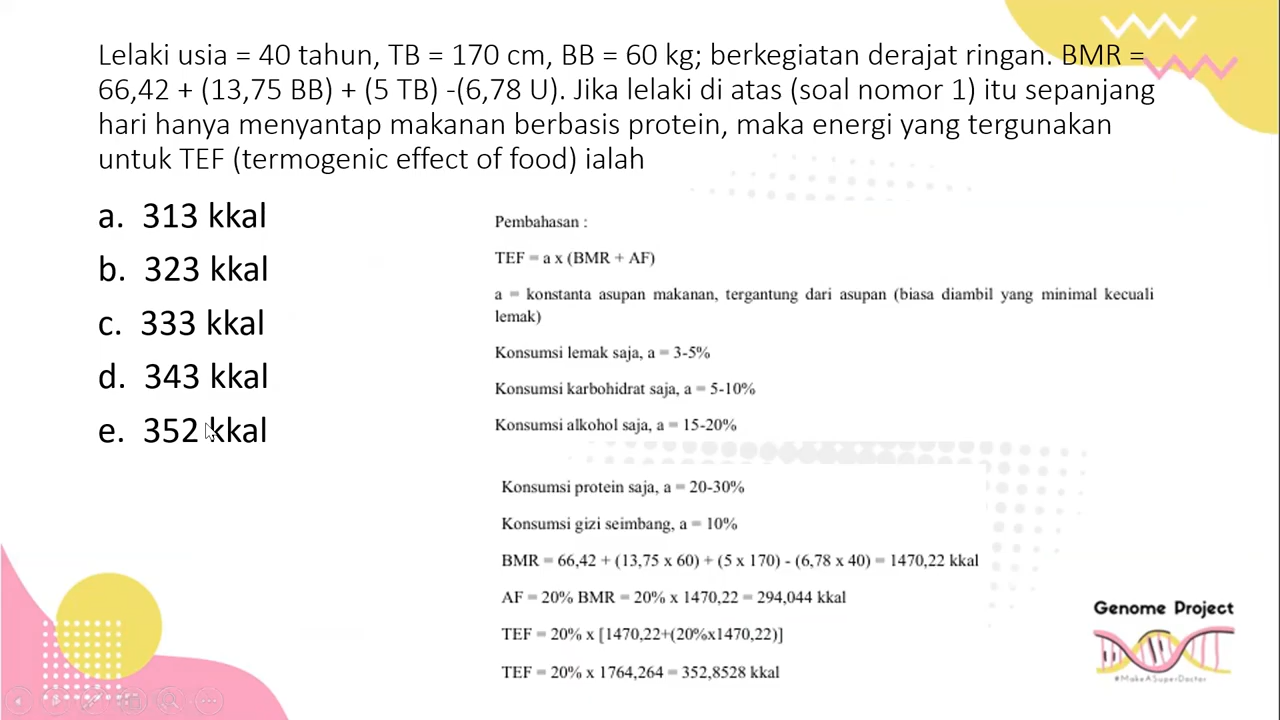 Lelaki usia = 40 tahun, TB = 170 cm, BB = 60 kg; berkegiatan derajat ringan. BMR =
66,42 + (13,75 BB) + (5 TB) -(6,78 U). Jika lelaki di atas (soal nomor 1) itu sepanjang
hari hanya menyantap makanan berbasis protein, maka energi yang tergunakan
untuk TEF (termogenic effect of food) ialah
a. 313 kkal
b. 323 kkal
c. 333 kkal
d. 343 kkal
e. 352 kkal
Pembahasan :
TEF = a x (BMR + AF)
a = konstanta asupan makanan, tergantung dari asupan (biasa diambil yang minimal kecuali
lemak)
Konsumsi lemak saja, a = 3-5%
Konsumsi karbohidrat saja, a = 5-10%
Konsumsi alkohol saja, a = 15-20%
Konsumsi protein saja, a = 20-30%
Konsumsi gizi seimbang, a = 10%
BMR = 66,42 + (13,75 x 60) + (5 x 170) - (6,78 x 40) = 1470,22 kkal
AF = 20% BMR = 20% x 1470,22 = 294,044 kkal
TEF = 20% x [1470,22+(20%x1470,22)]
TEF = 20% x 1764,264 = 352,8528 kkal
Genome Project
#MakeASuperDoctor